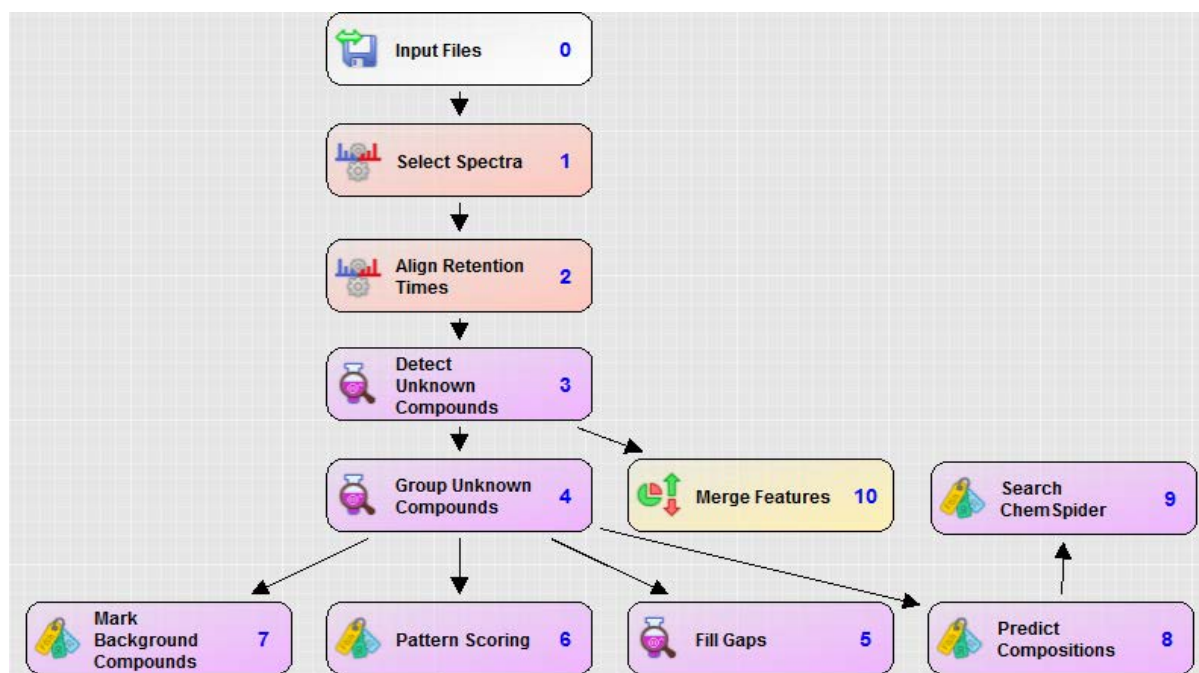 Input Files 0
Select Spectra 1
Align Retention
Times 2
Detect
Unknown 3
Compounds
Group Unknown
Compounds 4
Merge Features 10
Search
ChemSpider 9
Mark
Background 7
Compounds
Pattern Scoring 6
Fill Gaps 5
Predict
Compositions 8